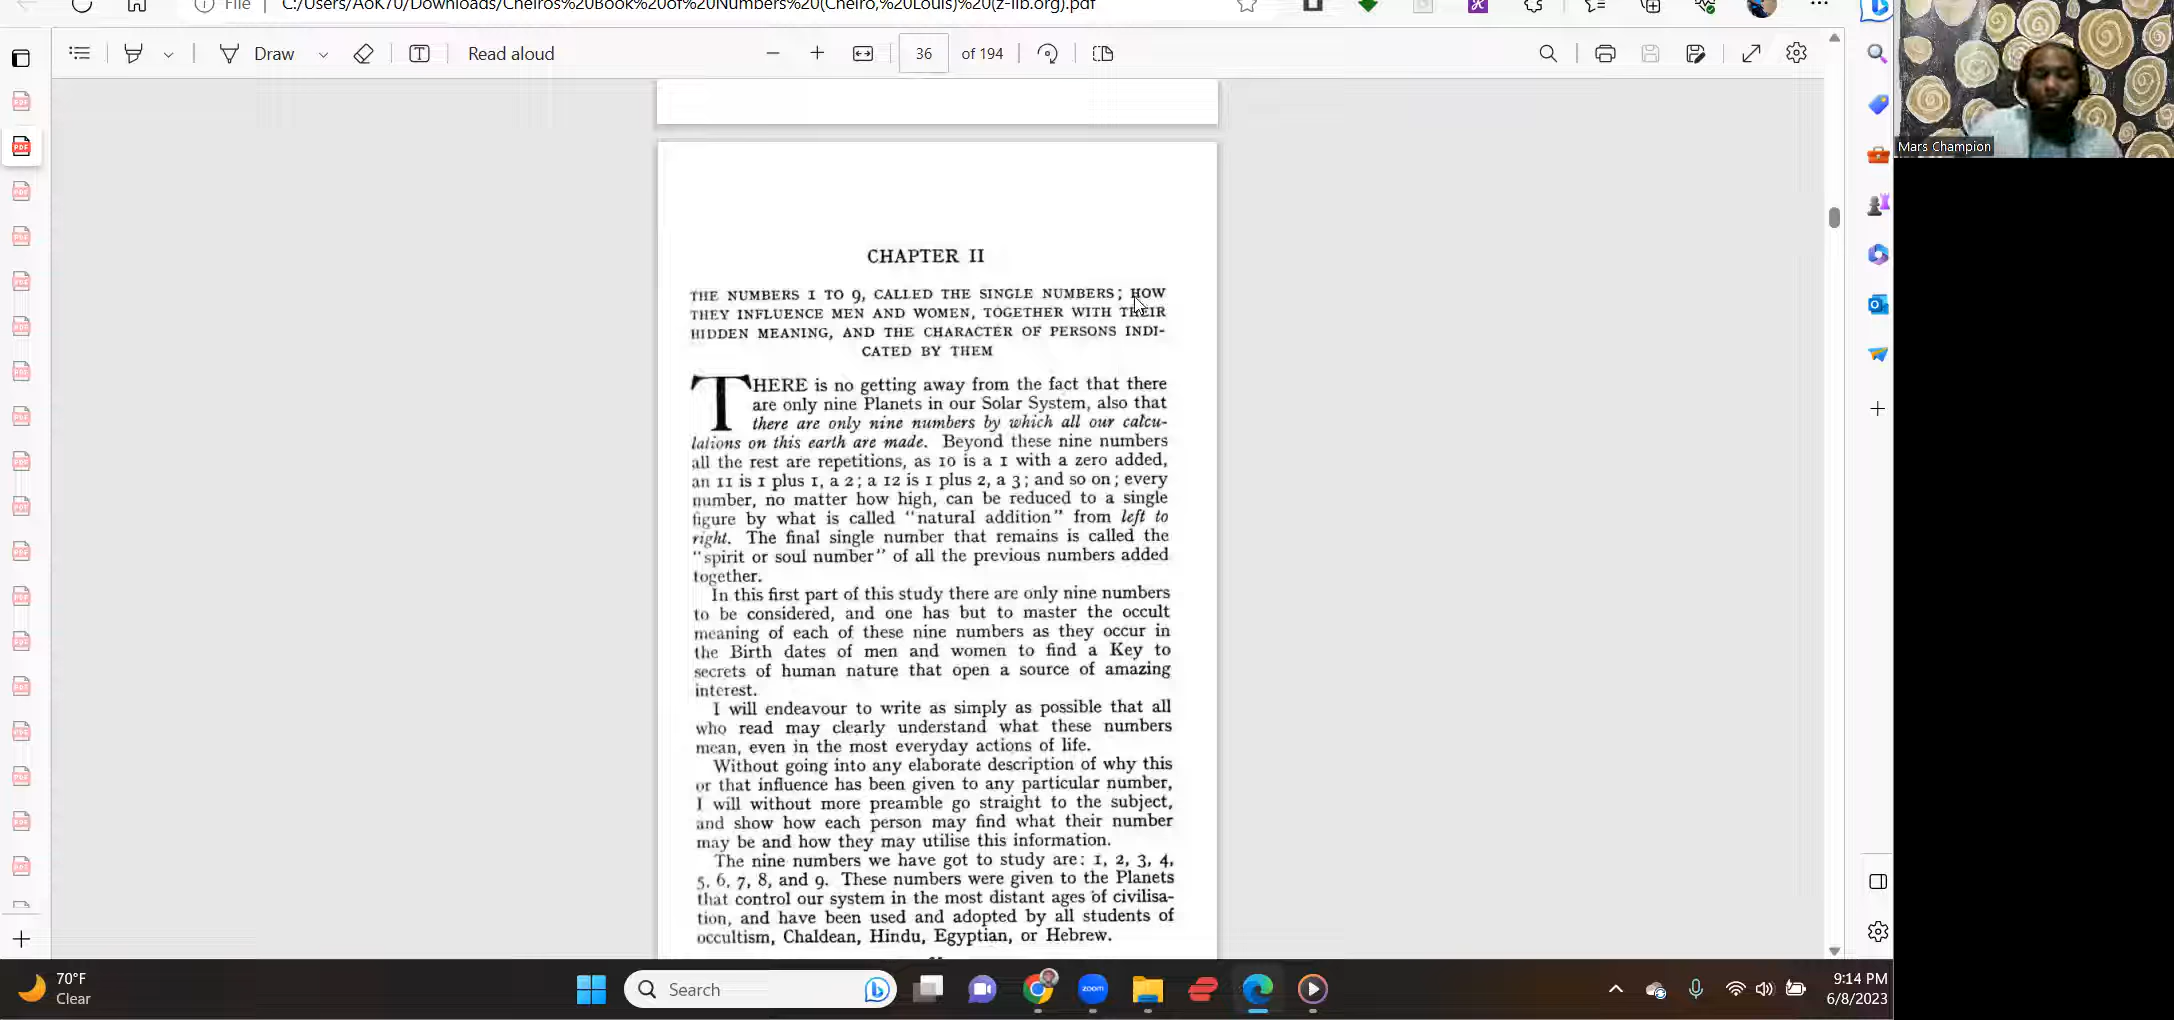 File
C:/Users/AoK70/Downloads/Cheiros%20Book%20of%20Numbers%20(Cheiro,%20Louis)%20(z-lib.org).pdf
Draw
Read aloud
36
of 194
Mars Champion
CHAPTER II
THE NUMBERS 1 TO 9, CALLED THE SINGLE NUMBERS; HOW
THEY INFLUENCE MEN AND WOMEN, TOGETHER WITH THEIR
HIDDEN MEANING, AND THE CHARACTER OF PERSONS INDI-
CATED BY THEM
THERE is no getting away from the fact that there
are only nine Planets in our Solar System, also that
there are only nine numbers by which all our calcu-
lations on this earth are made. Beyond these nine numbers
all the rest are repetitions, as 10 is a 1 with a zero added,
an 11 is 1 plus 1, a 2; a 12 is 1 plus 2, a 3; and so on; every
number, no matter how high, can be reduced to a single
figure by what is called "natural addition" from left to
right. The final single number that remains is called the
"spirit or soul number" of all the previous numbers added
together.
In this first part of this study there are only nine numbers
to be considered, and one has but to master the occult
meaning of each of these nine numbers as they occur in
the Birth dates of men and women to find a Key to
secrets of human nature that open a source of amazing
interest.
I will endeavour to write as simply as possible that all
who read may clearly understand what these numbers
mean, even in the most everyday actions of life.
Without going into any elaborate description of why this
or that influence has been given to any particular number,
I will without more preamble go straight to the subject,
and show how each person may find what their number
may be and how they may utilise this information.
The nine numbers we have got to study are: 1, 2, 3, 4,
5, 6, 7, 8, and 9. These numbers were given to the Planets
that control our system in the most distant ages of civilisa-
tion, and have been used and adopted by all students of
occultism, Chaldean, Hindu, Egyptian, or Hebrew.
70°F
Clear
Search
zoom
9:14 PM
6/8/2023